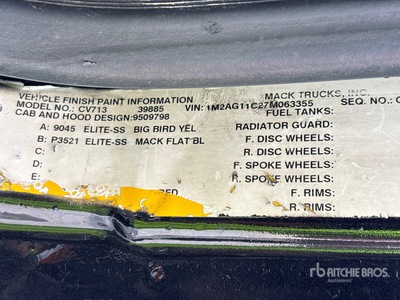 VEHICLE FINISH PAINT INFORMATION MACK TRUCKS, INC.
MODEL NO.: CV713 39885 VIN: 1M2AG11C27M063355 SEQ. NO.:
CAB AND HOOD DESIGN: 9509798 FUEL TANKS:
A: 9045 ELITE-SS BIG BIRD YEL RADIATOR GUARD:
B: P3521 ELITE-SS MACK FLAT BL F. DISC WHEELS:
C: R. DISC WHEELS:
D: F. SPOKE WHEELS:
E: R. SPOKE WHEELS:
F. RIMS:
R. RIMS:
rb RITCHIE BROS.
Auctioneers